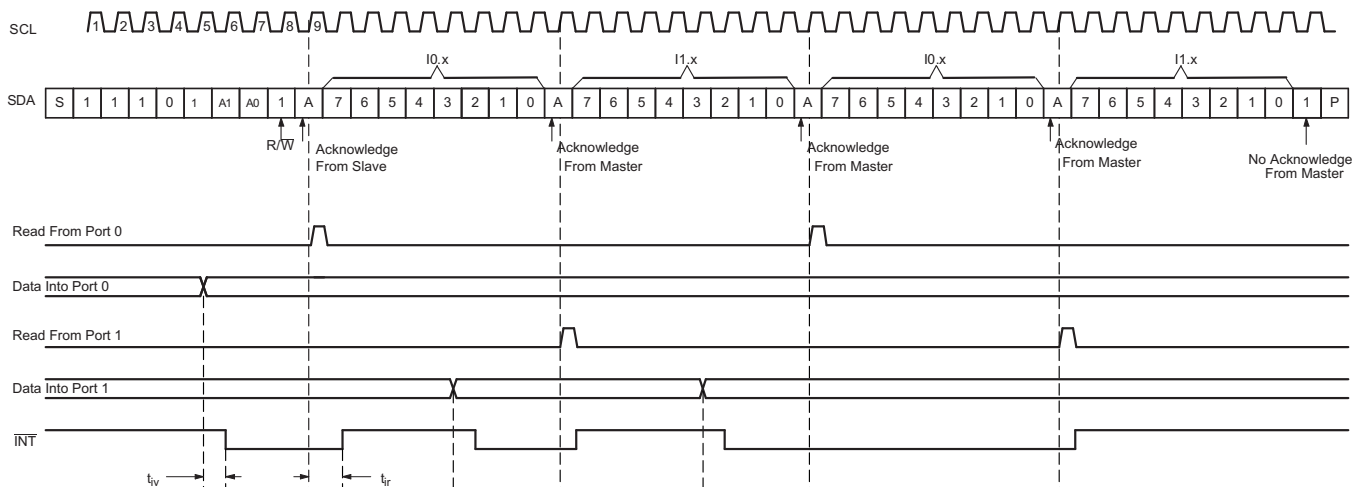 SCL 1 2 3 4 5 6 7 8 9
I0.x I1.x I0.x I1.x
SDA S 1 1 1 0 1 A1 A0 1 A 7 6 5 4 3 2 1 0 A 7 6 5 4 3 2 1 0 A 7 6 5 4 3 2 1 0 A 7 6 5 4 3 2 1 0 1 P
R/W̅
Acknowledge
From Slave
Acknowledge
From Master
Acknowledge
From Master
Acknowledge
From Master
No Acknowledge
From Master
Read From Port 0
Data Into Port 0
Read From Port 1
Data Into Port 1
I̅N̅T̅
tiv tir